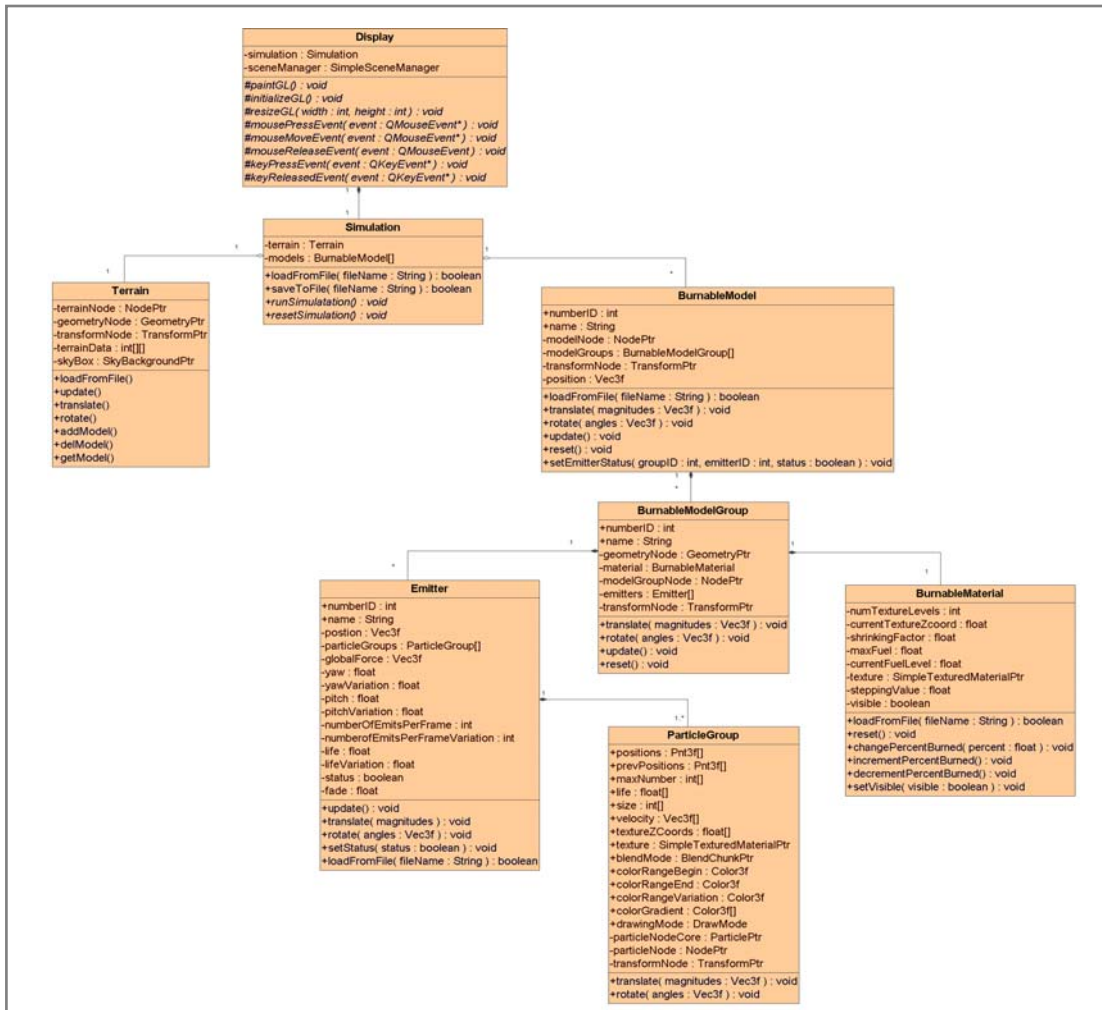 Display
-simulation : Simulation
-sceneManager : SimpleSceneManager
#paintGL() : void
#initializeGL() : void
#resizeGL( width : int, height : int ) : void
#mousePressEvent( event : QMouseEvent* ) : void
#mouseMoveEvent( event : QMouseEvent* ) : void
#mouseReleaseEvent( event : QMouseEvent ) : void
#keyPressEvent( event : QKeyEvent* ) : void
#keyReleasedEvent( event : QKeyEvent* ) : void
1
1
Simulation
-terrain : Terrain
-models : BurnableModel[]
+loadFromFile( fileName : String ) : boolean
+saveToFile( fileName : String ) : boolean
+runSimulatation() : void
+resetSimulation() : void
1
1
1
*
Terrain
-terrainNode : NodePtr
-geometryNode : GeometryPtr
-transformNode : TransformPtr
-terrainData : int[][]
-skyBox : SkyBackgroundPtr
+loadFromFile()
+update()
+translate()
+rotate()
+addModel()
+delModel()
+getModel()
BurnableModel
+numberID : int
+name : String
-modelNode : NodePtr
-modelGroups : BurnableModelGroup[]
-transformNode : TransformPtr
-position : Vec3f
+loadFromFile( fileName : String ) : boolean
+translate( magnitudes : Vec3f ) : void
+rotate( angles : Vec3f ) : void
+update() : void
+reset() : void
+setEmitterStatus( groupID : int, emitterID : int, status : boolean ) : void
1
*
BurnableModelGroup
+numberID : int
+name : String
-geometryNode : GeometryPtr
-material : BurnableMaterial
-modelGroupNode : NodePtr
-emitters : Emitter[]
-transformNode : TransformPtr
+translate( magnitudes : Vec3f ) : void
+rotate( angles : Vec3f ) : void
+update() : void
+reset() : void
1
*
1
1
Emitter
+numberID : int
+name : String
-postion : Vec3f
-particleGroups : ParticleGroup[]
-globalForce : Vec3f
-yaw : float
-yawVariation : float
-pitch : float
-pitchVariation : float
-numberOfEmitsPerFrame : int
-numberofEmitsPerFrameVariation : int
-life : float
-lifeVariation : float
-status : boolean
-fade : float
+update() : void
+translate( magnitudes ) : void
+rotate( angles : Vec3f ) : void
+setStatus( status : boolean ) : void
+loadFromFile( fileName : String ) : boolean
BurnableMaterial
-numTextureLevels : int
-currentTextureZcoord : float
-shrinkingFactor : float
-maxFuel : float
-currentFuelLevel : float
-texture : SimpleTexturedMaterialPtr
-steppingValue : float
-visible : boolean
+loadFromFile( fileName : String ) : boolean
+reset() : void
+changePercentBurned( percent : float ) : void
+incrementPercentBurned() : void
+decrementPercentBurned() : void
+setVisible( visible : boolean ) : void
1
1..*
ParticleGroup
+positions : Pnt3f[]
+prevPositions : Pnt3f[]
+maxNumber : int[]
+life : float[]
+size : int[]
+velocity : Vec3f[]
+textureZCoords : float[]
+texture : SimpleTexturedMaterialPtr
+blendMode : BlendChunkPtr
+colorRangeBegin : Color3f
+colorRangeEnd : Color3f
+colorRangeVariation : Color3f
+colorGradient : Color3f[]
+drawingMode : DrawMode
-particleNodeCore : ParticlePtr
-particleNode : NodePtr
-transformNode : TransformPtr
+translate( magnitudes : Vec3f ) : void
+rotate( angles : Vec3f ) : void